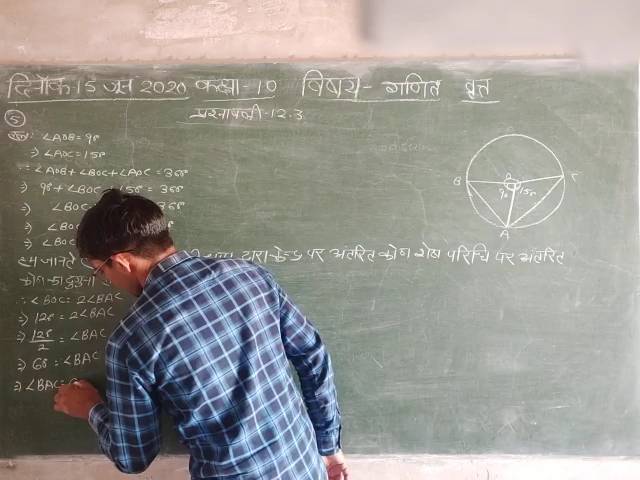 दिनाँक 15 जून 2020 कक्षा - 10 विषय - गणित वृत्त
प्रश्नावली - 12.3
5
हलः ∠AOB = 90°
⇒ ∠AOC = 150°
∵ ∠AOB + ∠BOC + ∠AOC = 360°
⇒ 90° + ∠BOC + 150° = 360°
⇒ ∠BOC 360°
⇒ ∠BOC
⇒ ∠BOC
हम जानते द्वारा केन्द्र पर अंतरित कोण शेष परिधि पर अंतरित
कोण का दुगुना
∴ ∠BOC = 2∠BAC
⇒ 120° = 2∠BAC
⇒ 120°/2 = ∠BAC
⇒ 60° = ∠BAC
⇒ ∠BAC =
B O C
90° 150°
A